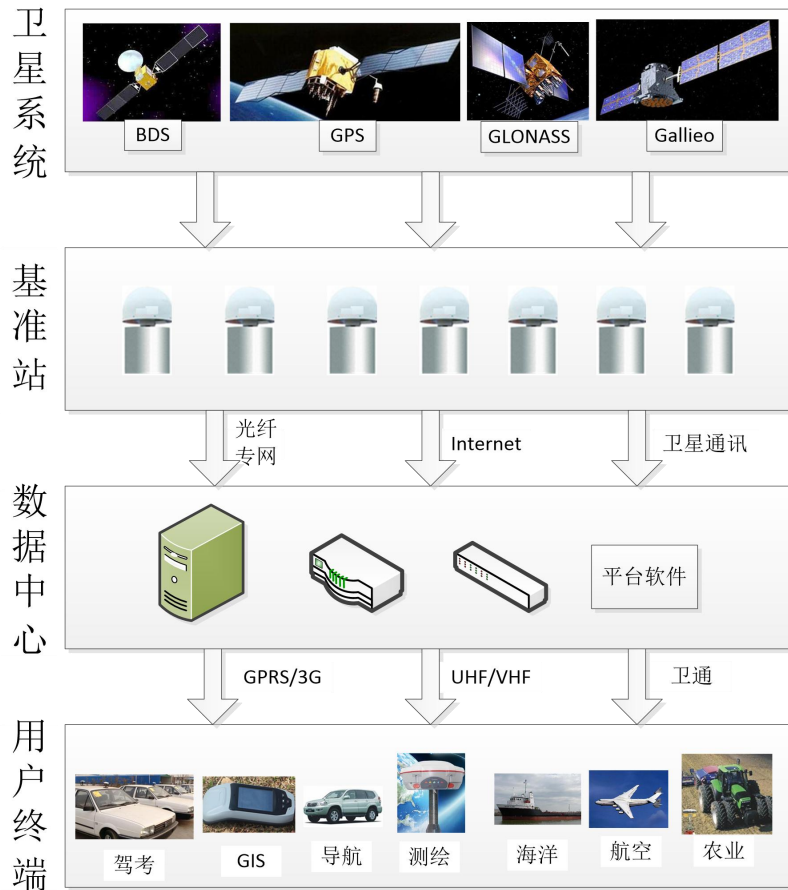 卫星系统
BDS
GPS
GLONASS
Gallieo
基准站
光纤
专网
Internet
卫星通讯
数据中心
平台软件
GPRS/3G
UHF/VHF
卫通
用户终端
驾考
GIS
导航
测绘
海洋
航空
农业